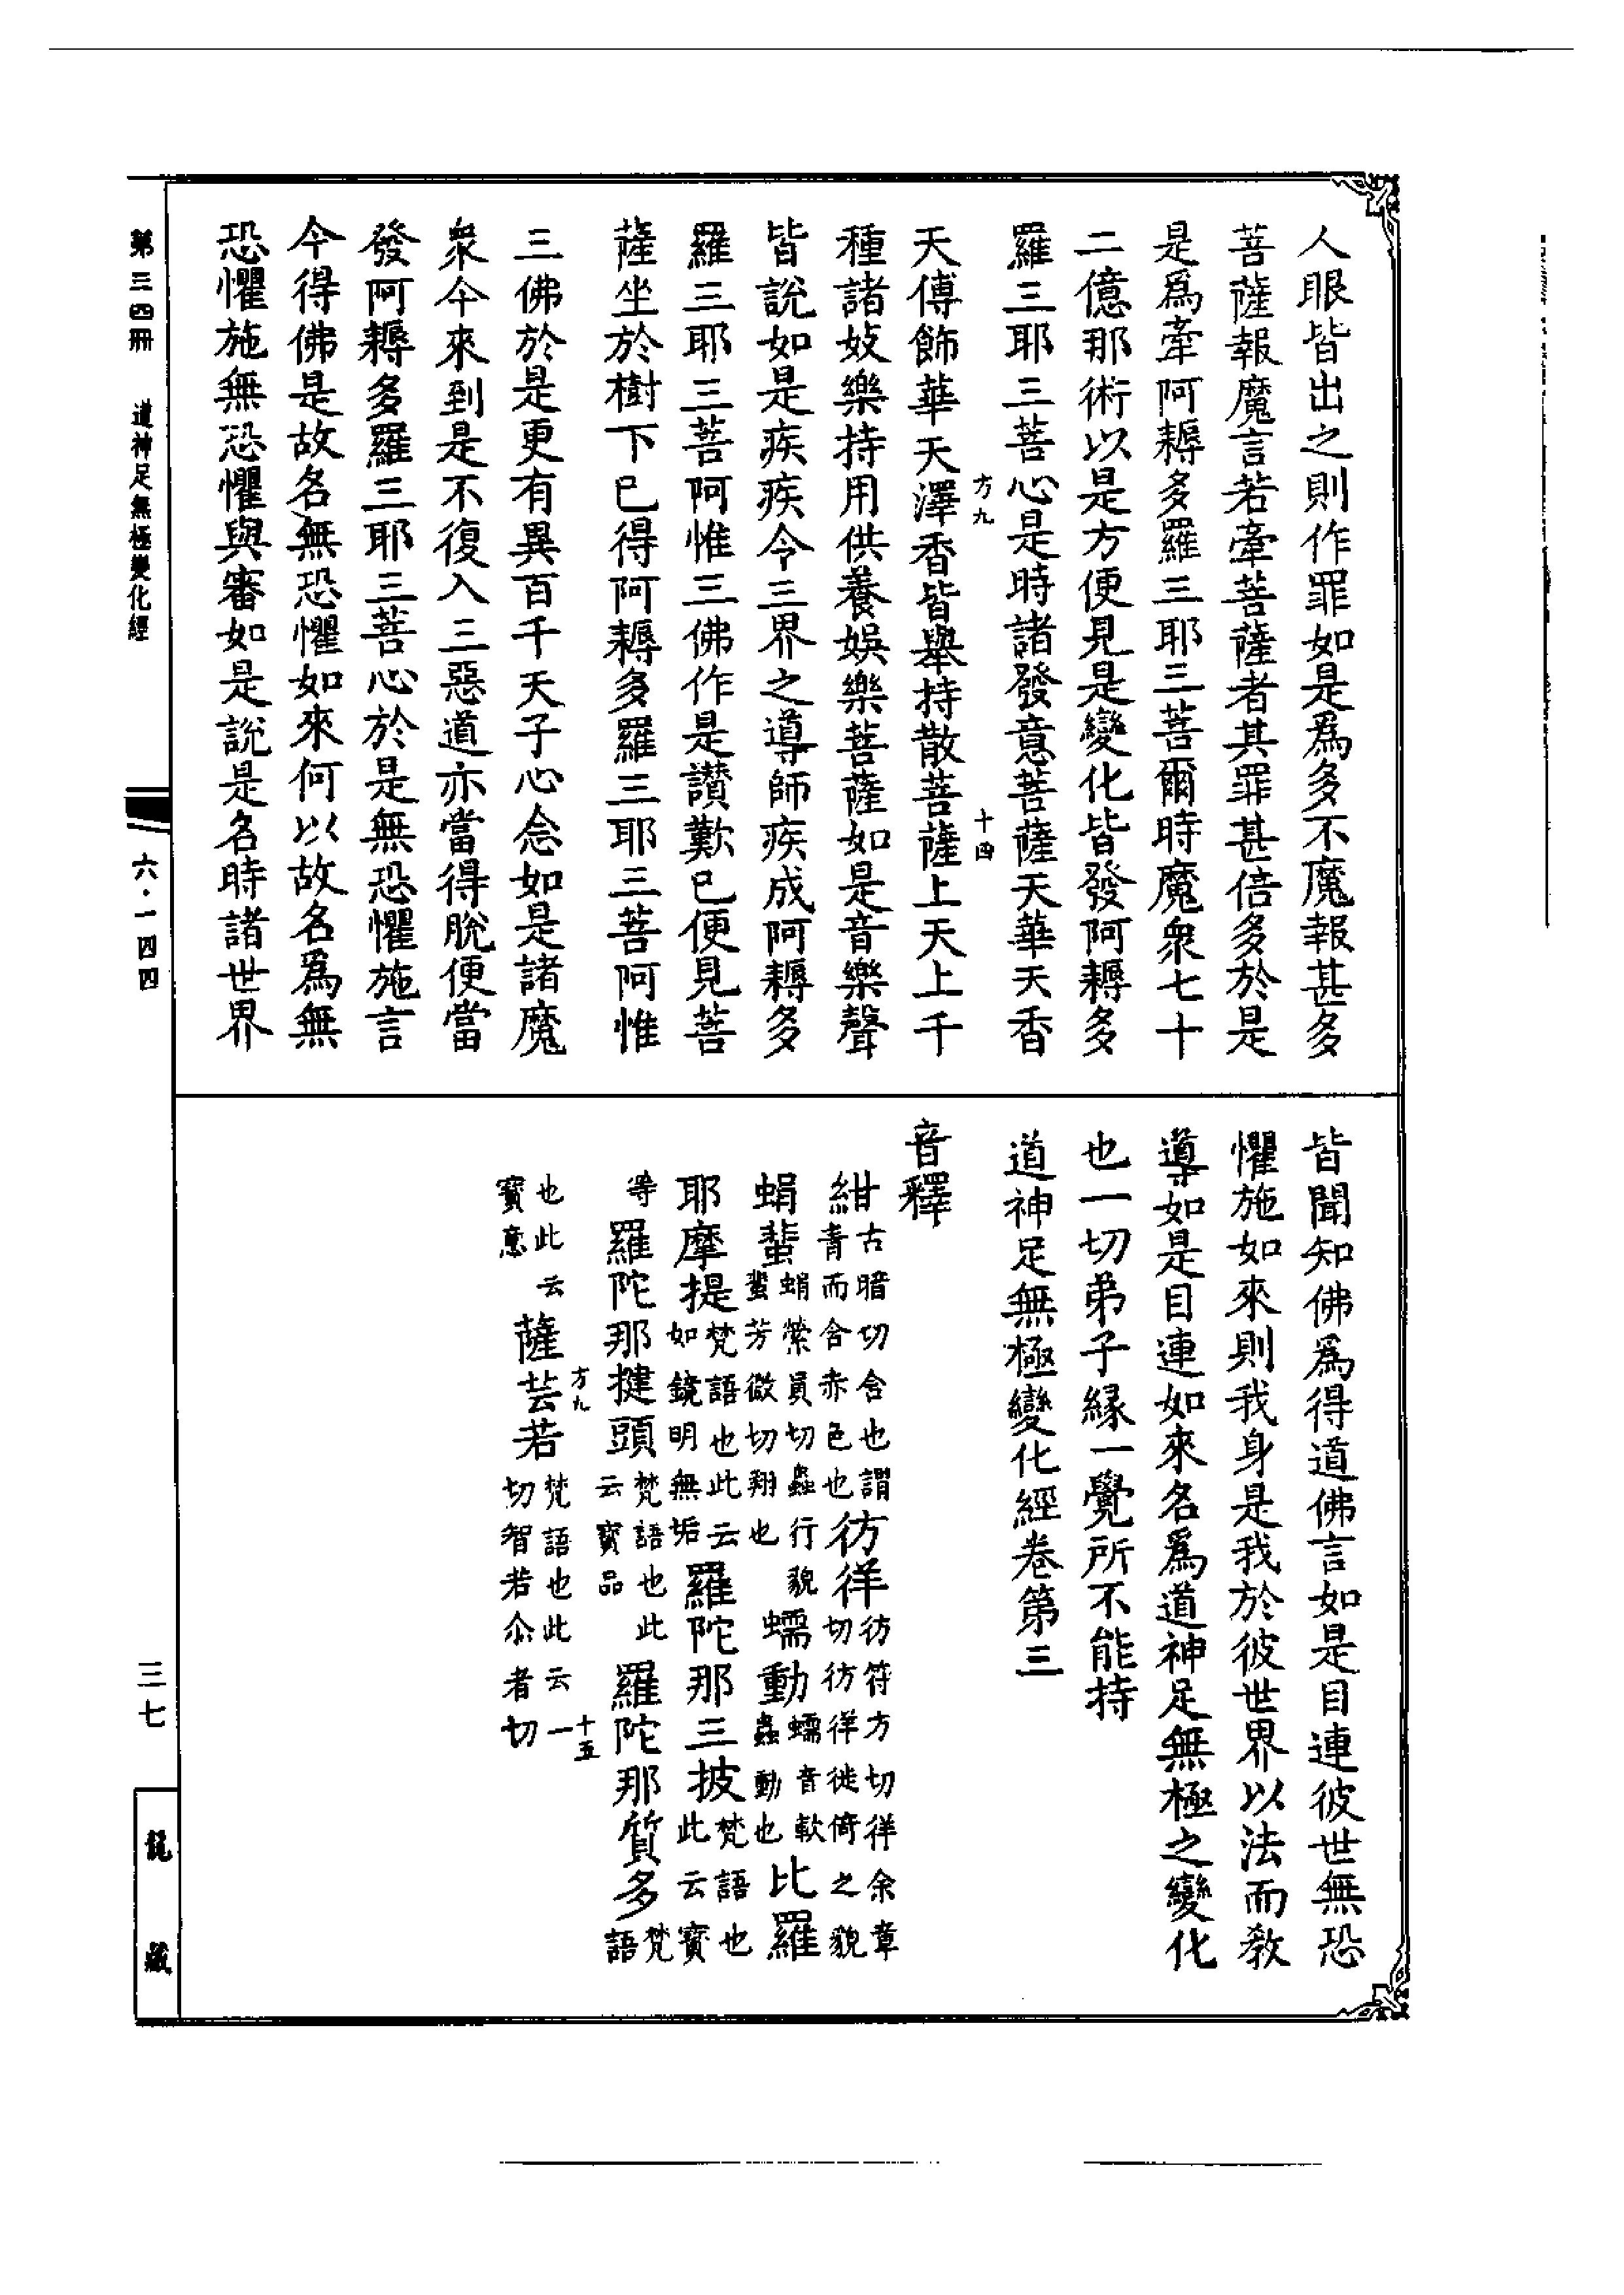 人眼皆出之則作罪如是爲多不魔報甚多
菩薩報魔言若牽菩薩者其罪甚倍多於是
是爲牽阿耨多羅三耶三菩爾時魔衆七十
二億那術以是方便見是變化皆發阿耨多
羅三耶三菩心是時諸發意菩薩天華天香
方九
十四
天傅飾華天澤香皆舉持散菩薩上天上千
種諸妓樂持用供養娛樂菩薩如是音樂聲
皆說如是疾疾令三界之導師疾成阿耨多
羅三耶三菩阿惟三佛作是讚歎已便見菩
薩坐於樹下已得阿耨多羅三耶三菩阿惟
三佛於是更有異百千天子心念如是諸魔
衆今來到是不復入三惡道亦當得脫便當
發阿耨多羅三耶三菩心於是無恐懼施言
今得佛是故名無恐懼如來何以故名爲無
恐懼施無恐懼與審如是說是名時諸世界
皆聞知佛爲得道佛言如是目連彼世無恐
懼施如來則我身是我於彼世界以法而教
導如是目連如來名爲道神足無極之變化
也一切弟子緣一覺所不能持
道神足無極變化經卷第三
音釋
紺古暗切含也謂青而含赤色也彷徉彷符方切徉余章切彷徉徙倚之貌
蜎蜚蜎縈員切蟲行貌蜚芳微切翔也蠕動蠕音軟蟲動也比羅
耶摩提梵語也此云如鏡明無垢羅陀那三披梵語也此云寶
等羅陀那揵頭梵語也此云寶品羅陀那質多梵語
也此云寶意薩芸若梵語也此云一切智若尒者切
方九
十五
第三四冊 道神足無極變化經
六·一四四
三七
龍藏